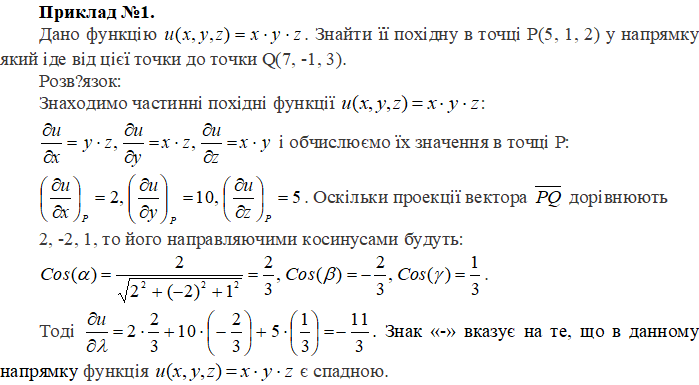 Приклад №1.
Дано функцію u(x, y, z) = x · y · z. Знайти її похідну в точці P(5, 1, 2) у напрямку
який іде від цієї точки до точки Q(7, -1, 3).
Розв?язок:
Знаходимо частинні похідні функції u(x, y, z) = x · y · z:
∂u/∂x = y · z, ∂u/∂y = x · z, ∂u/∂z = x · y і обчислюємо їх значення в точці P:
(∂u/∂x)_P = 2, (∂u/∂y)_P = 10, (∂u/∂z)_P = 5. Оскільки проекції вектора \overline{PQ} дорівнюють
2, -2, 1, то його направляючими косинусами будуть:
Cos(α) = 2/√(2² + (-2)² + 1²) = 2/3, Cos(β) = -2/3, Cos(γ) = 1/3.
Тоді ∂u/∂λ = 2 · 2/3 + 10 · (-2/3) + 5 · (1/3) = -11/3. Знак «-» вказує на те, що в данному
напрямку функція u(x, y, z) = x · y · z є спадною.